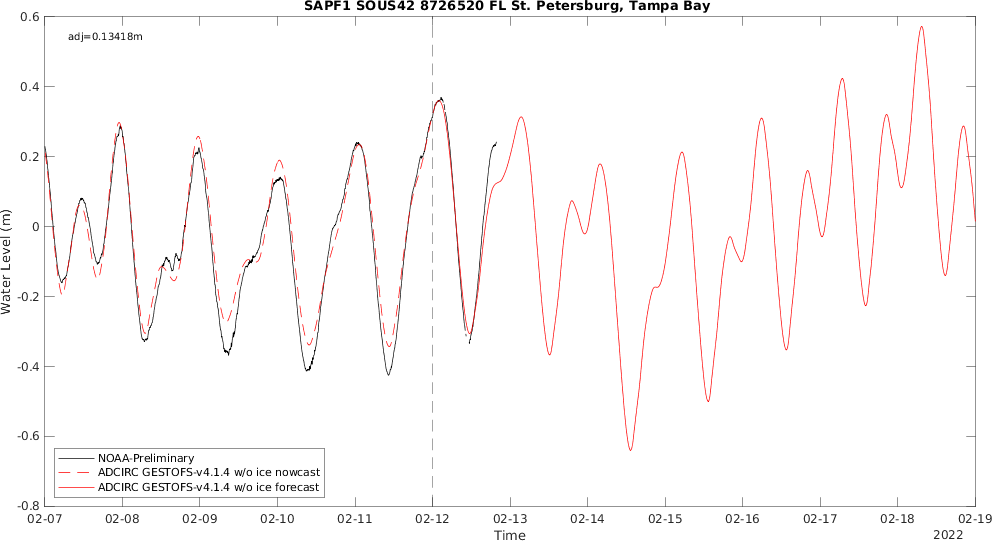 SAPF1 SOUS42 8726520 FL St. Petersburg, Tampa Bay
adj=0.13418m
0.6
0.4
0.2
0
-0.2
-0.4
-0.6
-0.8
Water Level (m)
NOAA-Preliminary
ADCIRC GESTOFS-v4.1.4 w/o ice nowcast
ADCIRC GESTOFS-v4.1.4 w/o ice forecast
02-07 02-08 02-09 02-10 02-11 02-12 02-13 02-14 02-15 02-16 02-17 02-18 02-19
Time
2022